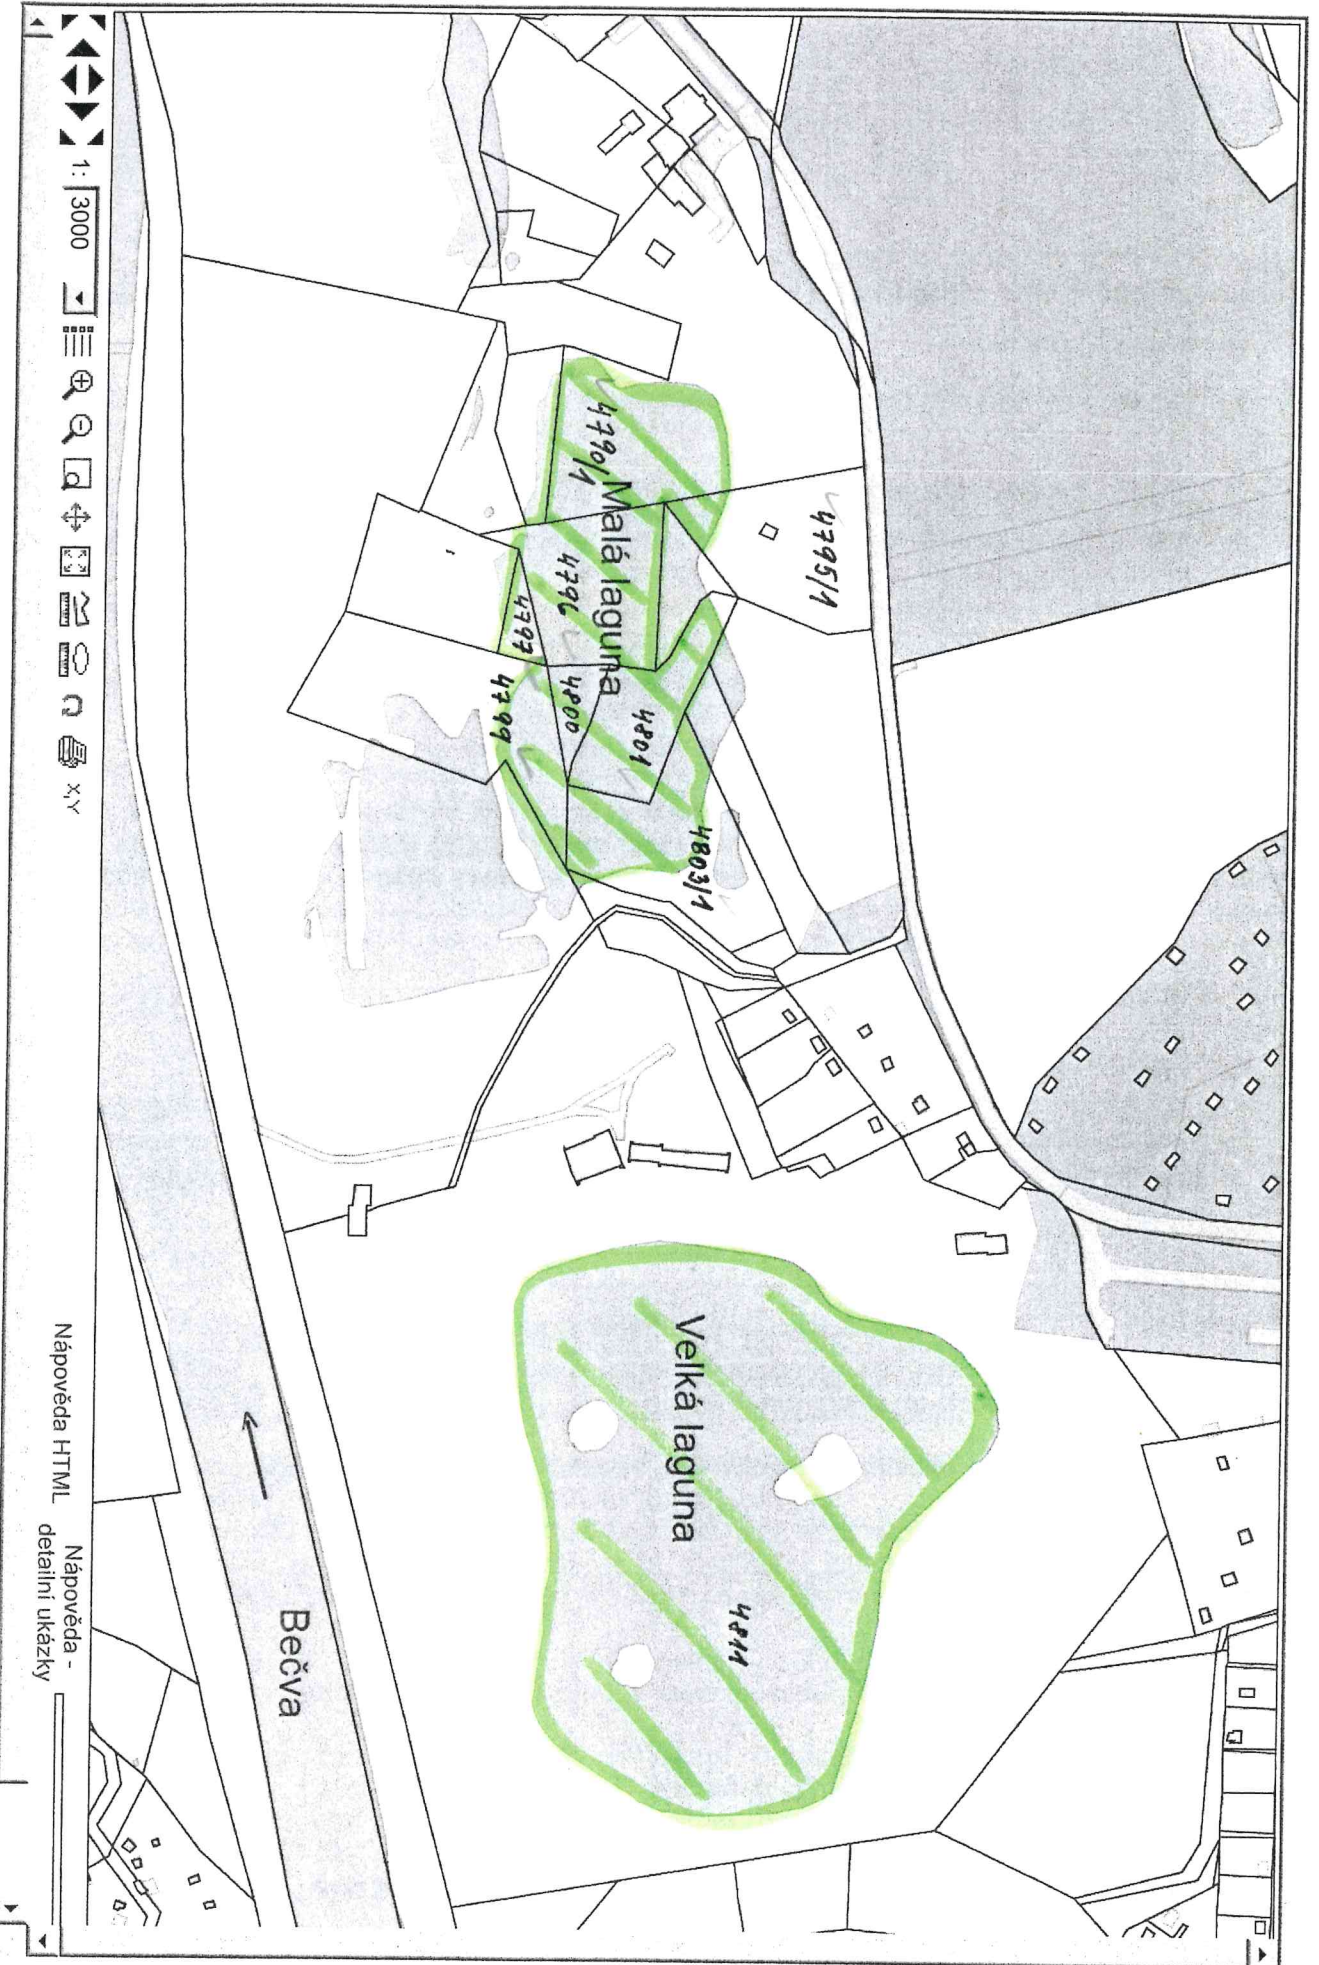 4795/1
4790/1
Malá laguna
4796
4797
4800
4801
4799
4803/1
Velká laguna
4811
Bečva
1: 3000
X,Y
Nápověda HTML
Nápověda -
detailní ukázky